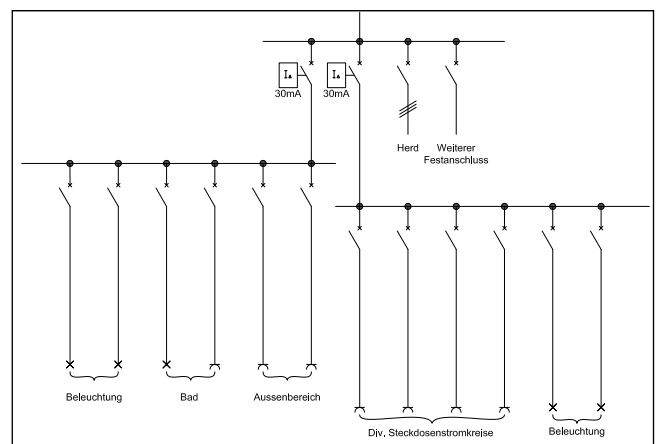 I▵
I▵
30mA
30mA
Herd
Weiterer
Festanschluss
Beleuchtung
Bad
Aussenbereich
Div. Steckdosenstromkreise
Beleuchtung